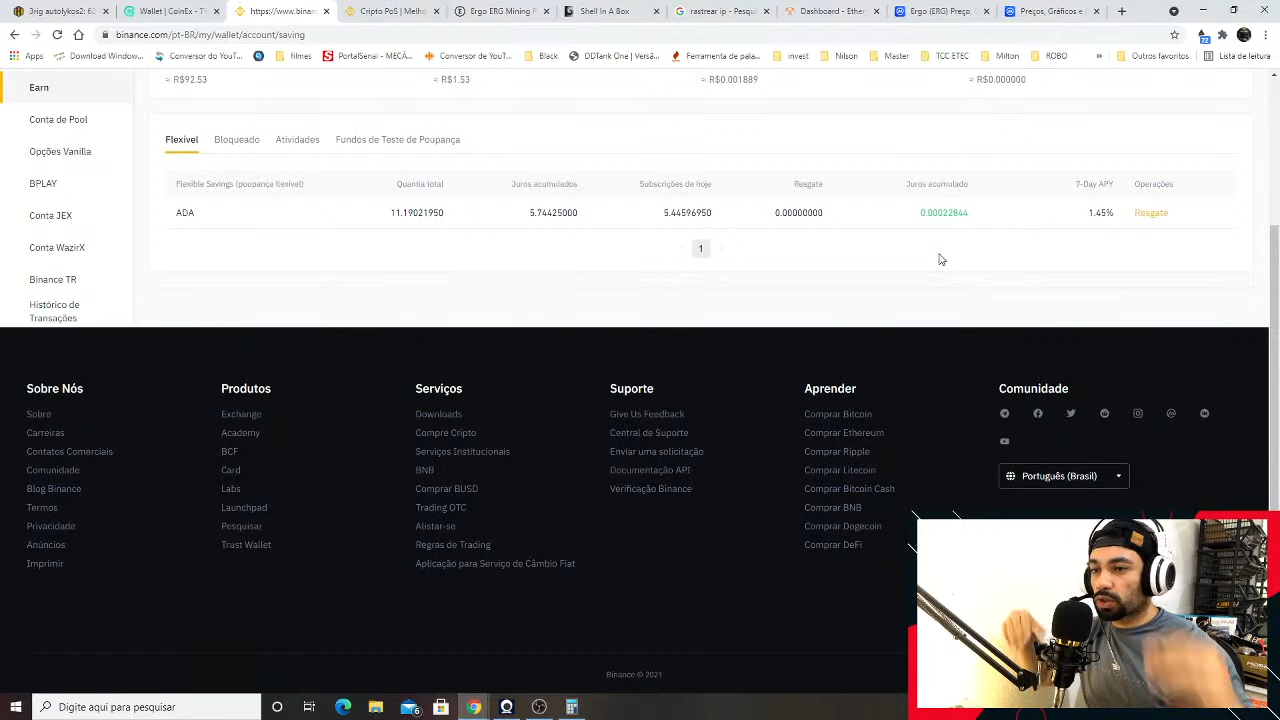 3rig autolykos2: 62
Wallet | CoinEx - Th
https://www.binan
Cripto PoS | Melho
Ergo ERG Mining P
Shell In A Box
rastrear ip - Pesqui
Dashboard - Ether
Ergo (ERG) Preço,
Preços, Gráficos e
binance.com/pt-BR/my/wallet/account/saving
72
Apps
Download Window...
Conversor de YouT...
filmes
PortalSenai — MECÂ...
Conversor de YouT...
Black
DDTank Única | Versã...
Ferramenta de pala...
invest
Nilson
Master
TCC ETEC
Milton
ROBO
»
Outros favoritos
Lista de leitura
≈ R$92.53
≈ R$1.53
≈ R$0.001889
≈ R$0.000000
Earn
Conta de Pool
Opções Vanilla
BPLAY
Conta JEX
Conta WazirX
Binance TR
Histórico de
Transações
Flexível
Bloqueado
Atividades
Fundos de Teste de Poupança
Flexible Savings (poupança flexível)
Quantia total
Juros acumulados
Subscrições de hoje
Resgate
Juros acumulado
7-Day APY
Operações
ADA
11.19021950
5.74425000
5.44596950
0.00000000
0.00022844
1.45%
Resgate
1
Sobre Nós
Sobre
Carreiras
Contatos Comerciais
Comunidade
Blog Binance
Termos
Privacidade
Anúncios
Imprimir
Produtos
Exchange
Academy
BCF
Card
Labs
Launchpad
Pesquisar
Trust Wallet
Serviços
Downloads
Compre Cripto
Serviços Institucionais
BNB
Comprar BUSD
Trading OTC
Alistar-se
Regras de Trading
Aplicação para Serviço de Câmbio Fiat
Suporte
Give Us Feedback
Central de Suporte
Enviar uma solicitação
Documentação API
Verificação Binance
Aprender
Comprar Bitcoin
Comprar Ethereum
Comprar Ripple
Comprar Litecoin
Comprar Bitcoin Cash
Comprar BNB
Comprar Dogecoin
Comprar DeFi
Comunidade
Português (Brasil)
Binance © 2021
Digite aqui para pesquisar
6